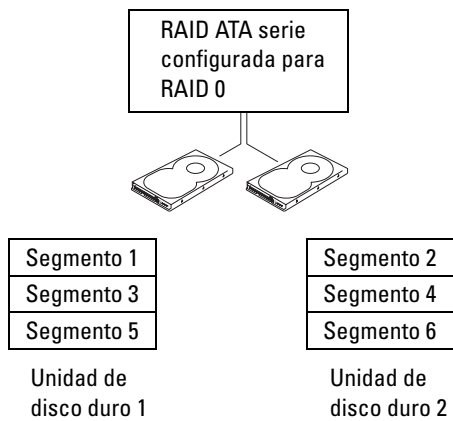 RAID ATA serie
configurada para
RAID 0
Segmento 1
Segmento 3
Segmento 5
Segmento 2
Segmento 4
Segmento 6
Unidad de
disco duro 1
Unidad de
disco duro 2